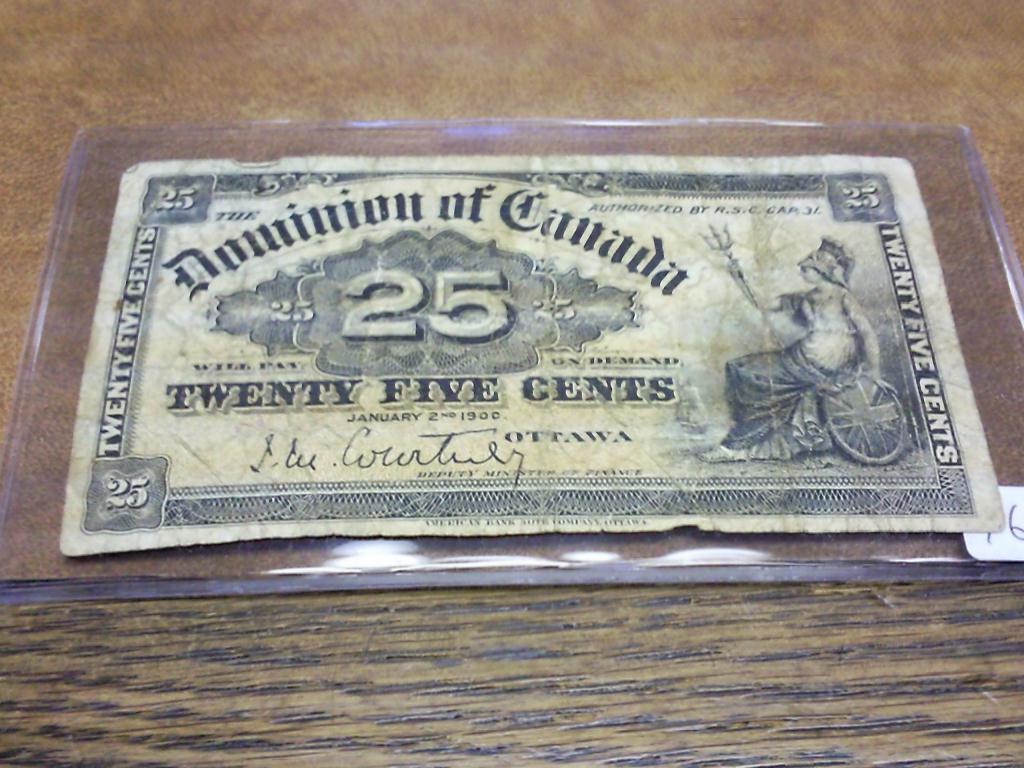 25
25
THE
Dominion of Canada
AUTHORIZED BY R.S.C. CAP. 31.
TWENTY FIVE CENTS
25 25 25
TWENTY FIVE CENTS
WILL PAY ON DEMAND
TWENTY FIVE CENTS
JANUARY 2ND 1900.
OTTAWA
J.M. Courtney
DEPUTY MINISTER OF FINANCE
25
AMERICAN BANK NOTE COMPANY, OTTAWA